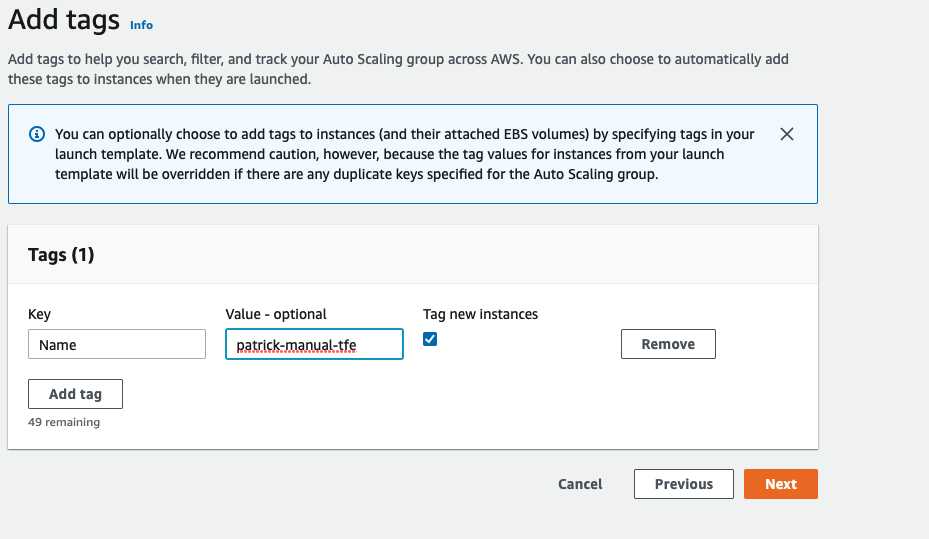 Add tags Info
Add tags to help you search, filter, and track your Auto Scaling group across AWS. You can also choose to automatically add
these tags to instances when they are launched.
You can optionally choose to add tags to instances (and their attached EBS volumes) by specifying tags in your
launch template. We recommend caution, however, because the tag values for instances from your launch
template will be overridden if there are any duplicate keys specified for the Auto Scaling group.
Tags (1)
Key Value - optional Tag new instances
Name patrick-manual-tfe Remove
Add tag
49 remaining
Cancel Previous Next